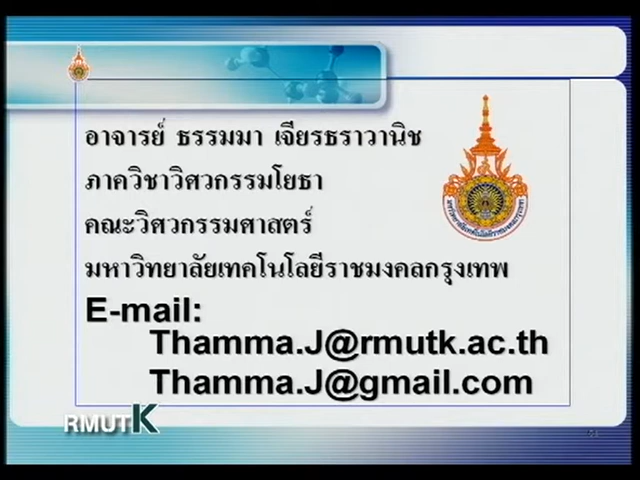 อาจารย์ ธรรมมา เจียรธราวานิช
ภาควิชาวิศวกรรมโยธา
คณะวิศวกรรมศาสตร์
มหาวิทยาลัยเทคโนโลยีราชมงคลกรุงเทพ
E-mail:
Thamma.J@rmutk.ac.th
Thamma.J@gmail.com
RMUTK